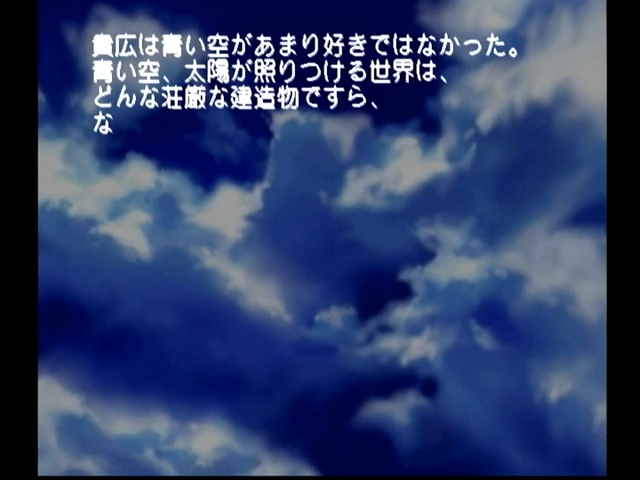 貴広は青い空があまり好きではなかった。
青い空、太陽が照りつける世界は、
どんな荘厳な建造物ですら、
な